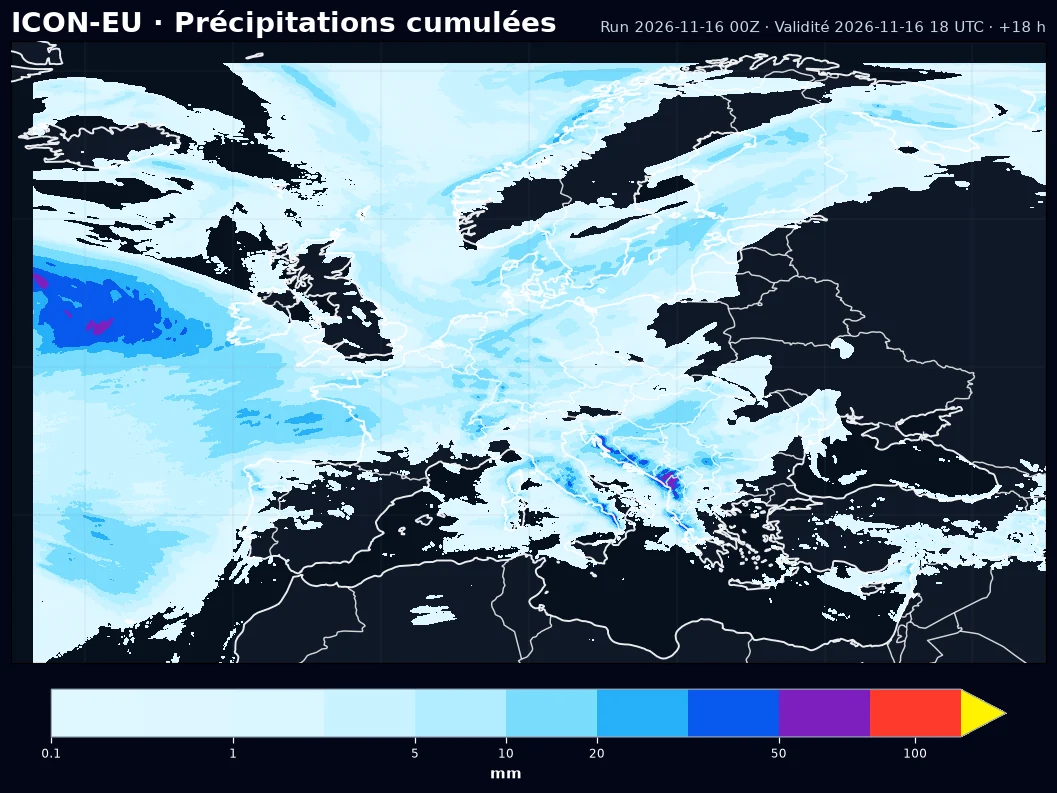 ICON-EU · Précipitations cumulées
Run 2026-11-16 00Z · Validité 2026-11-16 18 UTC · +18 h
0.1 1 5 10 20 50 100
mm